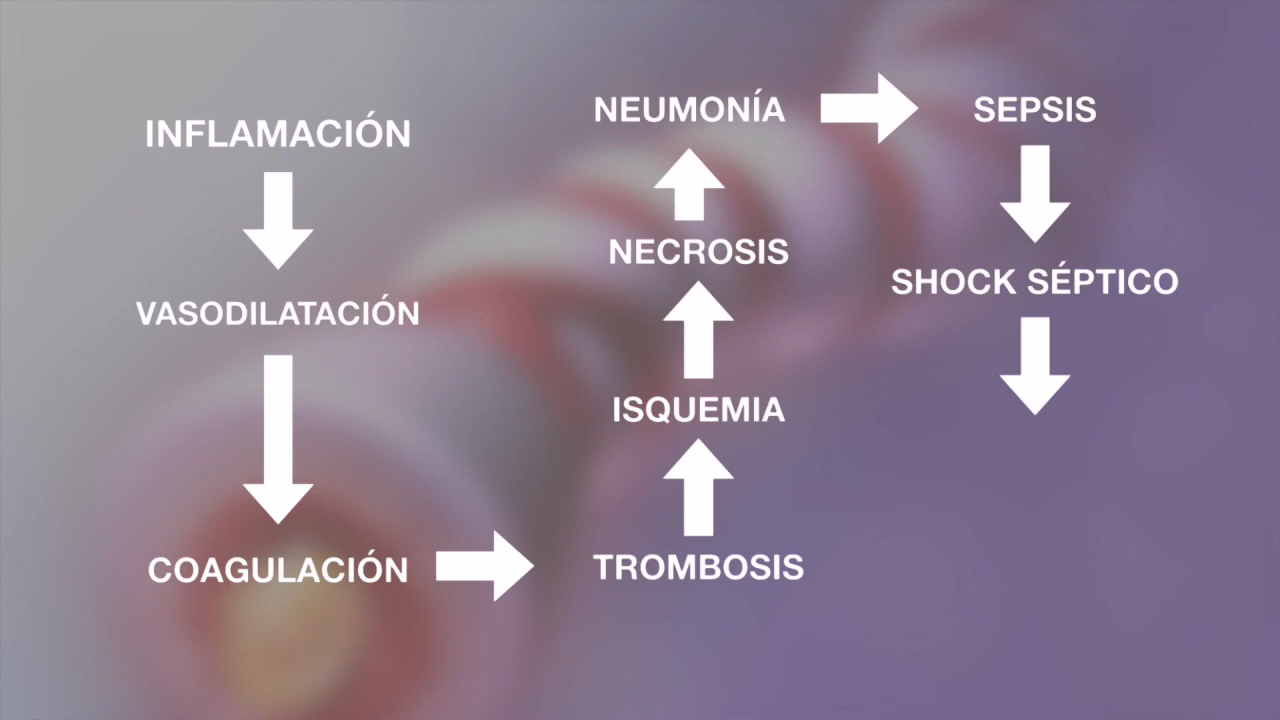 INFLAMACIÓN
VASODILATACIÓN
COAGULACIÓN
TROMBOSIS
ISQUEMIA
NECROSIS
NEUMONÍA
SEPSIS
SHOCK SÉPTICO